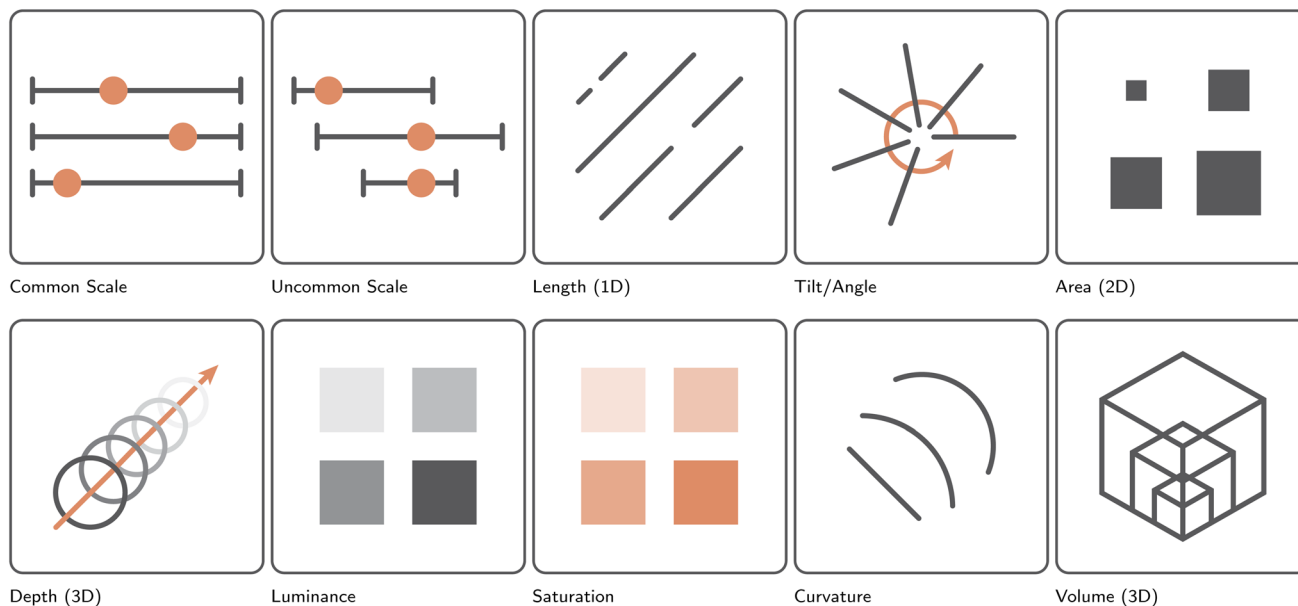 Common Scale
Uncommon Scale
Length (1D)
Tilt/Angle
Area (2D)
Depth (3D)
Luminance
Saturation
Curvature
Volume (3D)